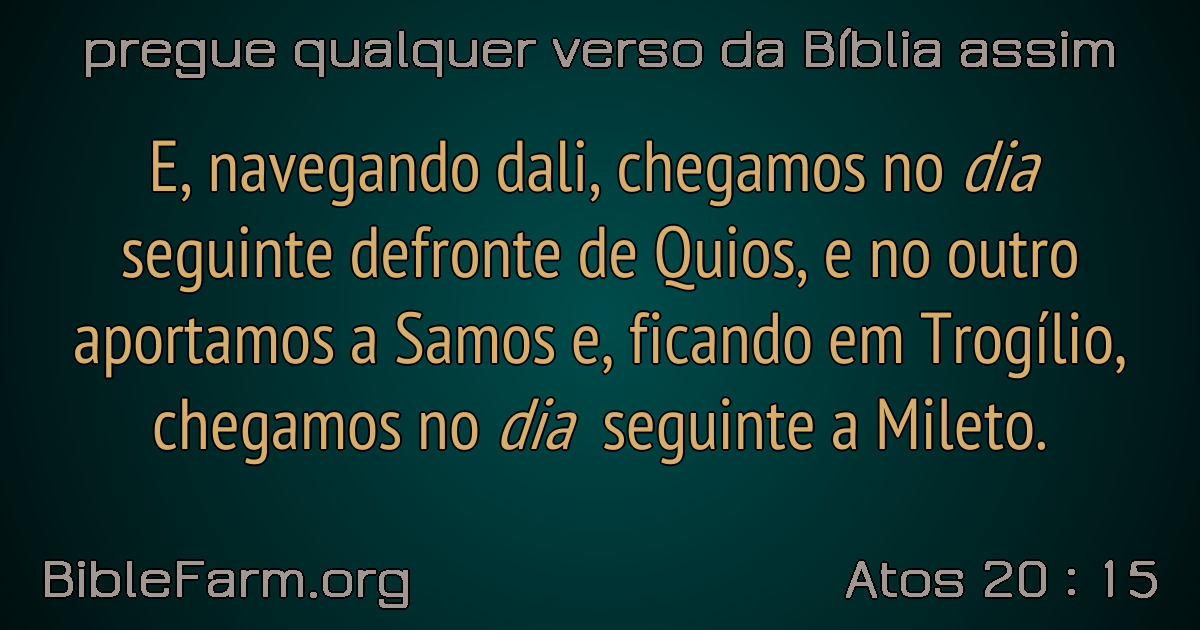 pregue qualquer verso da Bíblia assim
E, navegando dali, chegamos no dia
seguinte defronte de Quios, e no outro
aportamos a Samos e, ficando em Trogílio,
chegamos no dia seguinte a Mileto.
BibleFarm.org
Atos 20 : 15